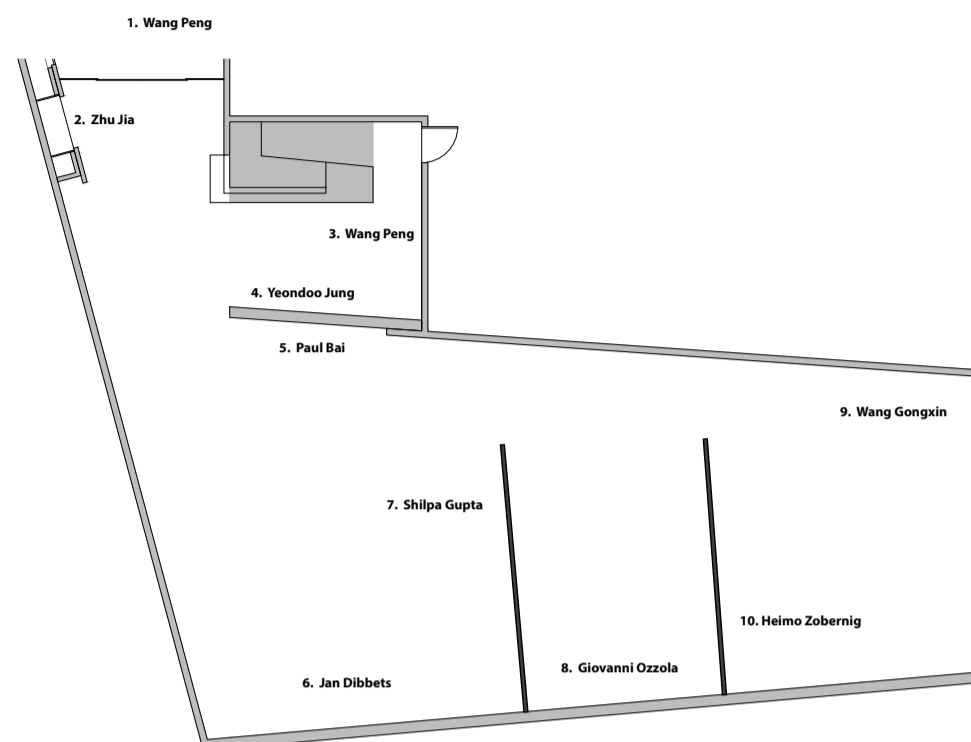 1. Wang Peng
2. Zhu Jia
3. Wang Peng
4. Yeondoo Jung
5. Paul Bai
9. Wang Gongxin
7. Shilpa Gupta
10. Heimo Zobernig
8. Giovanni Ozzola
6. Jan Dibbets